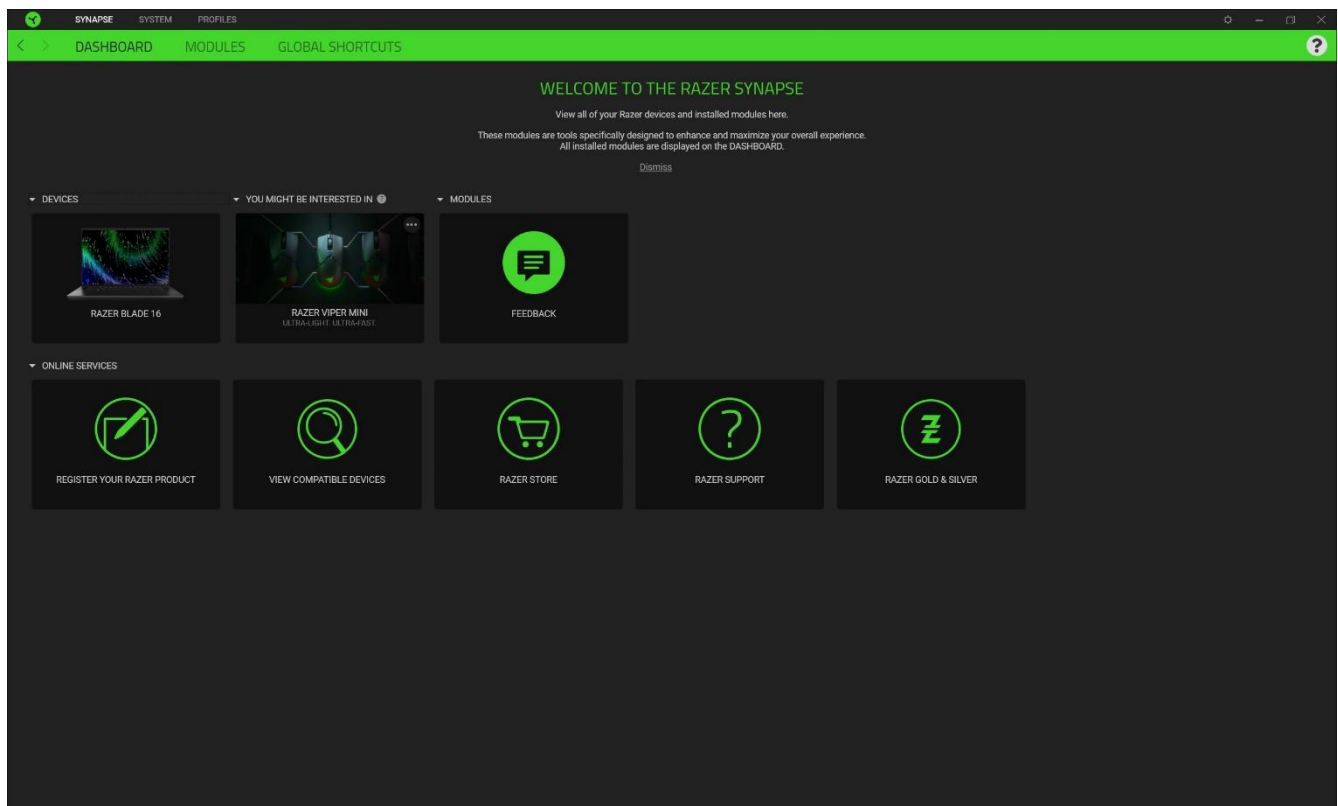 SYNAPSE SYSTEM PROFILES
DASHBOARD MODULES GLOBAL SHORTCUTS ?
WELCOME TO THE RAZER SYNAPSE
View all of your Razer devices and installed modules here.
These modules are tools specifically designed to enhance and maximize your overall experience.
All installed modules are displayed on the DASHBOARD.
Dismiss
DEVICES
YOU MIGHT BE INTERESTED IN ?
MODULES
RAZER BLADE 16
RAZER VIPER MINI
ULTRA-LIGHT. ULTRA-FAST.
FEEDBACK
ONLINE SERVICES
REGISTER YOUR RAZER PRODUCT
VIEW COMPATIBLE DEVICES
RAZER STORE
RAZER SUPPORT
RAZER GOLD & SILVER